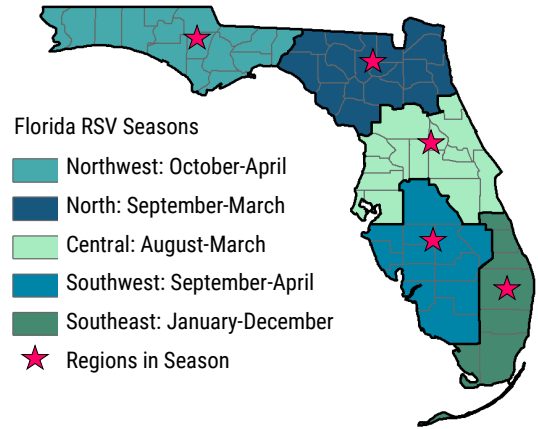 Florida RSV Seasons
Northwest: October-April
North: September-March
Central: August-March
Southwest: September-April
Southeast: January-December
Regions in Season